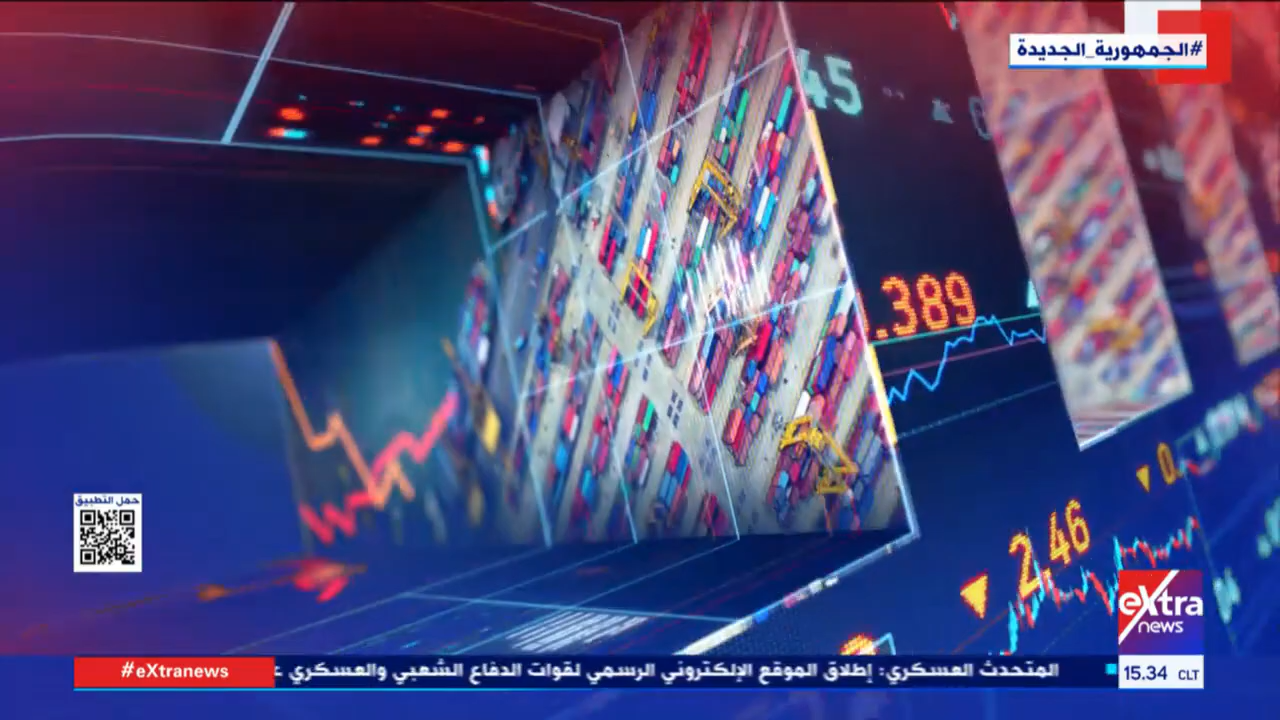 #الجمهورية_الجديدة
45
.389
0.
2.46
حمل التطبيق
eXtra
news
#eXtranews
المتحدث العسكري: إطلاق الموقع الإلكتروني الرسمي لقوات الدفاع الشعبي والعسكري
15.34 CLT